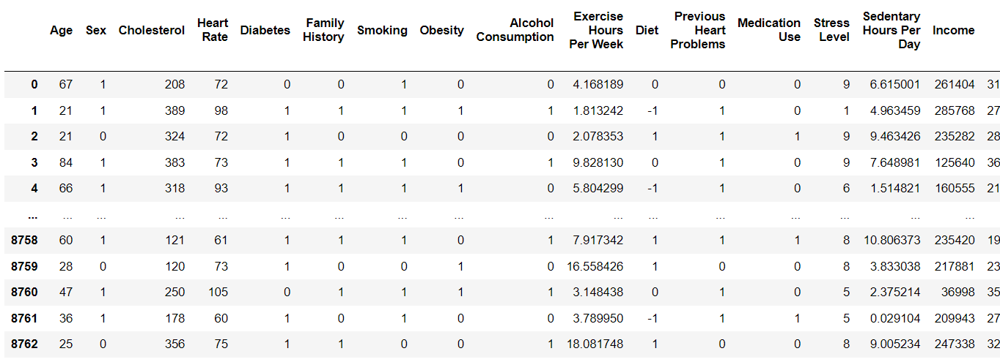 Age Sex Cholesterol Heart Rate Diabetes Family History Smoking Obesity Alcohol Consumption Exercise Hours Per Week Diet Previous Heart Problems Medication Use Stress Level Sedentary Hours Per Day Income
0 67 1 208 72 0 0 1 0 0 4.168189 0 0 0 9 6.615001 261404 31
1 21 1 389 98 1 1 1 1 1 1.813242 -1 1 0 1 4.963459 285768 27
2 21 0 324 72 1 0 0 0 0 2.078353 1 1 1 9 9.463426 235282 28
3 84 1 383 73 1 1 1 0 1 9.828130 0 1 0 9 7.648981 125640 36
4 66 1 318 93 1 1 1 1 0 5.804299 -1 1 0 6 1.514821 160555 21
... ... ... ... ... ... ... ... ... ... ... ... ... ... ... ... ...
8758 60 1 121 61 1 1 1 0 1 7.917342 1 1 1 8 10.806373 235420 19
8759 28 0 120 73 1 0 0 1 0 16.558426 1 0 0 8 3.833038 217881 23
8760 47 1 250 105 0 1 1 1 1 3.148438 0 1 0 5 2.375214 36998 35
8761 36 1 178 60 1 0 1 0 0 3.789950 -1 1 1 5 0.029104 209943 27
8762 25 0 356 75 1 1 0 0 1 18.081748 1 0 0 8 9.005234 247338 32